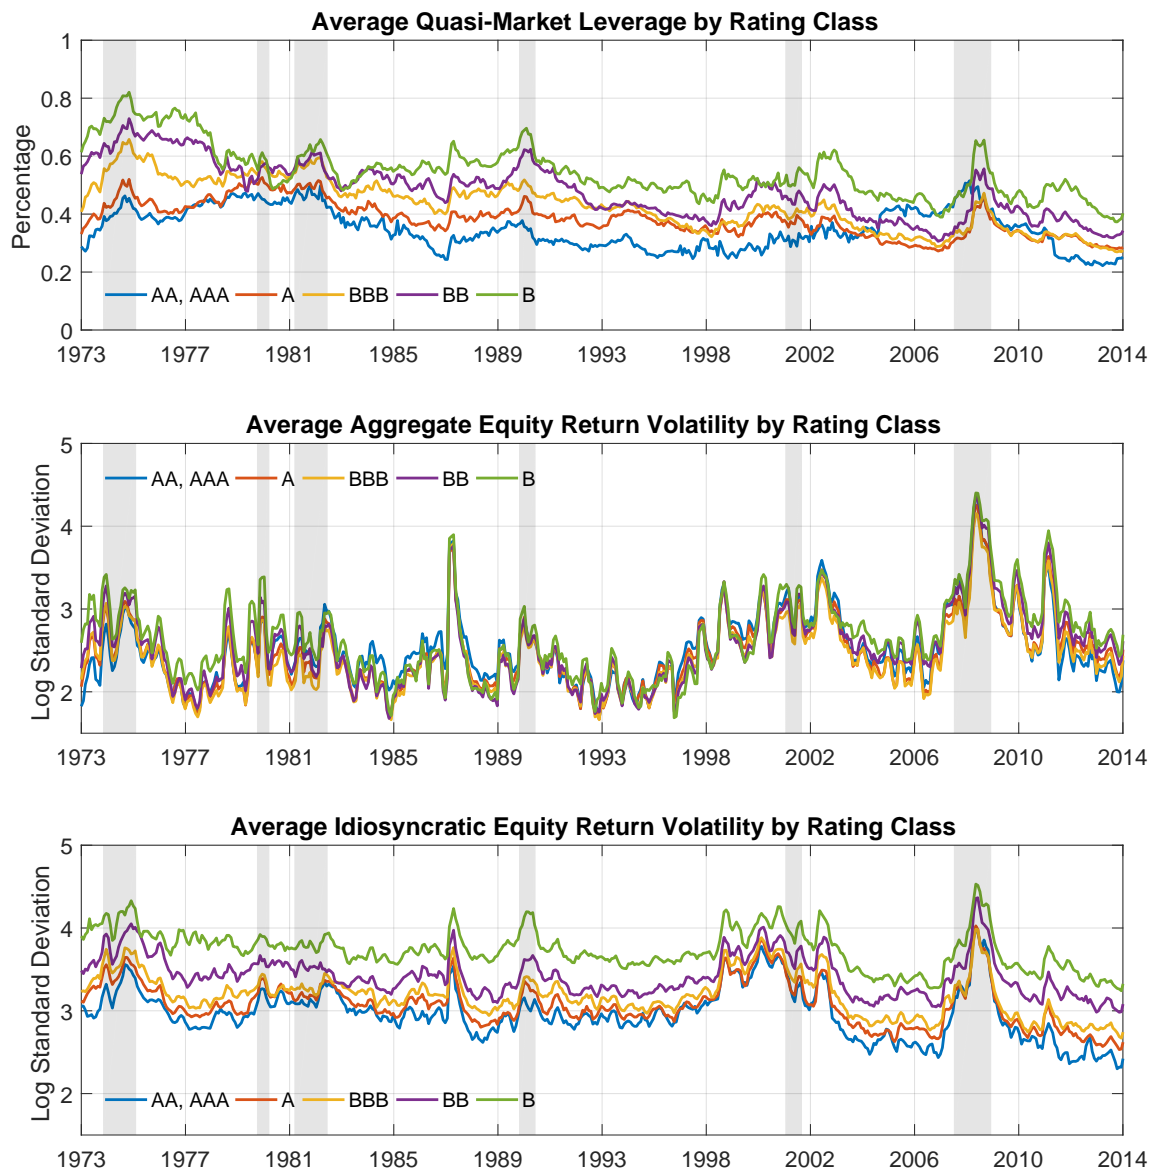 Average Quasi-Market Leverage by Rating Class
Percentage
1
0.8
0.6
0.4
0.2
0
AA, AAA A BBB BB B
1973 1977 1981 1985 1989 1993 1998 2002 2006 2010 2014
Average Aggregate Equity Return Volatility by Rating Class
Log Standard Deviation
5
4
3
2
AA, AAA A BBB BB B
1973 1977 1981 1985 1989 1993 1998 2002 2006 2010 2014
Average Idiosyncratic Equity Return Volatility by Rating Class
Log Standard Deviation
5
4
3
2
AA, AAA A BBB BB B
1973 1977 1981 1985 1989 1993 1998 2002 2006 2010 2014